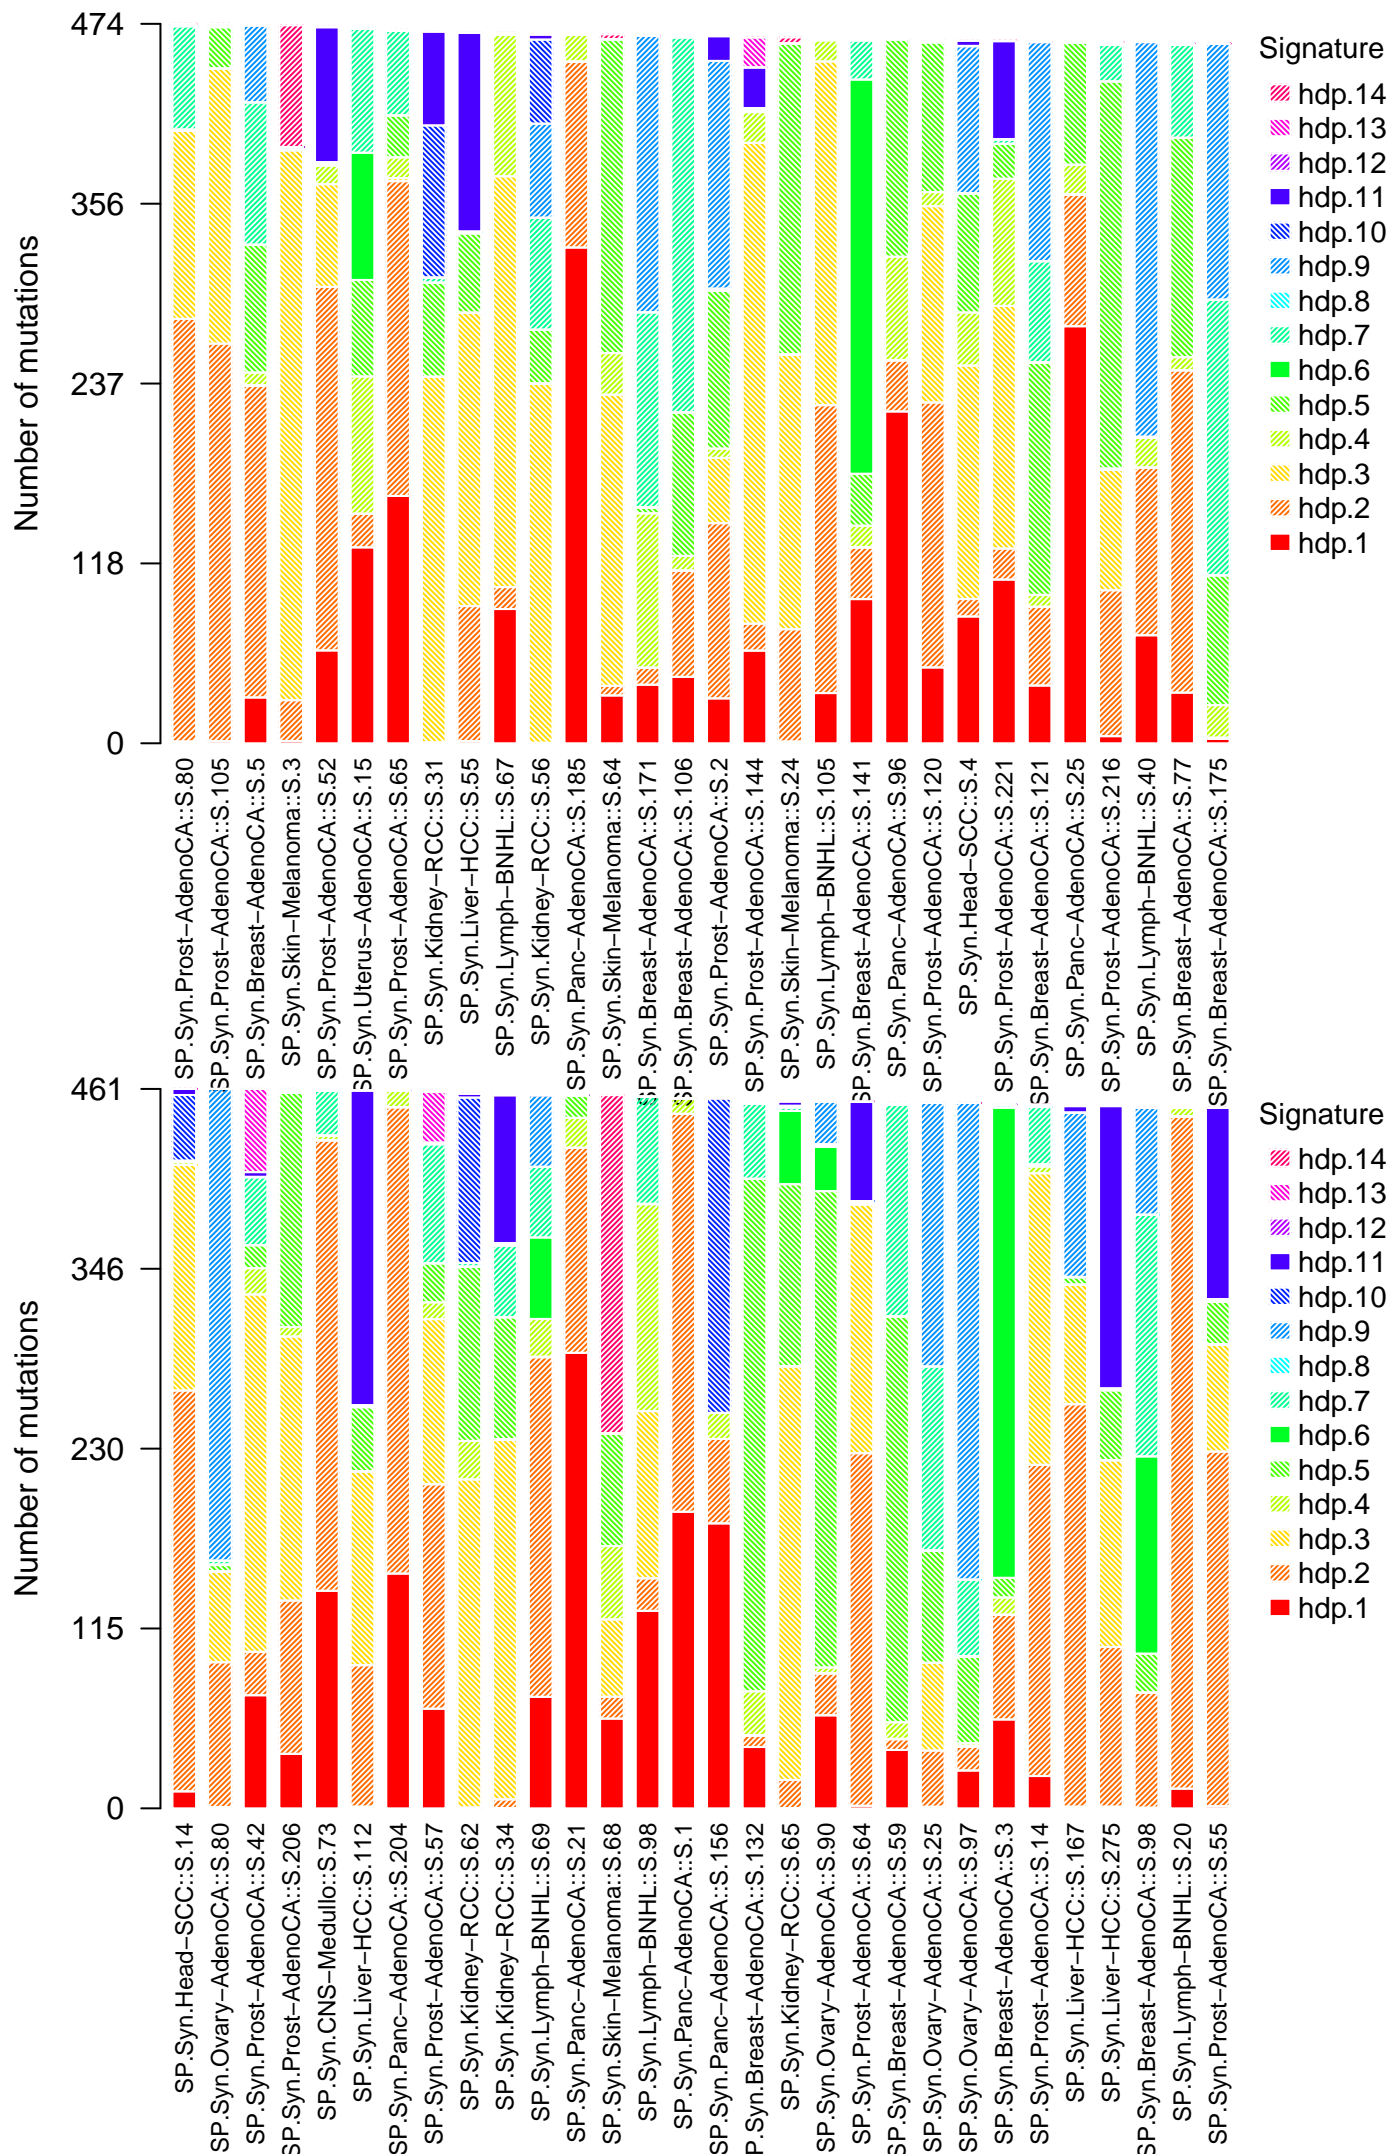 Number of mutations
474
356
237
118
0
Signature
hdp.14
hdp.13
hdp.12
hdp.11
hdp.10
hdp.9
hdp.8
hdp.7
hdp.6
hdp.5
hdp.4
hdp.3
hdp.2
hdp.1
SP.Syn.Prost−AdenoCA::S.80
SP.Syn.Prost−AdenoCA::S.105
SP.Syn.Breast−AdenoCA::S.5
SP.Syn.Skin−Melanoma::S.3
SP.Syn.Prost−AdenoCA::S.52
SP.Syn.Uterus−AdenoCA::S.15
SP.Syn.Prost−AdenoCA::S.65
SP.Syn.Kidney−RCC::S.31
SP.Syn.Liver−HCC::S.55
SP.Syn.Lymph−BNHL::S.67
SP.Syn.Kidney−RCC::S.56
SP.Syn.Panc−AdenoCA::S.185
SP.Syn.Skin−Melanoma::S.64
SP.Syn.Breast−AdenoCA::S.171
SP.Syn.Breast−AdenoCA::S.106
SP.Syn.Prost−AdenoCA::S.2
SP.Syn.Prost−AdenoCA::S.144
SP.Syn.Skin−Melanoma::S.24
SP.Syn.Lymph−BNHL::S.105
SP.Syn.Breast−AdenoCA::S.141
SP.Syn.Panc−AdenoCA::S.96
SP.Syn.Prost−AdenoCA::S.120
SP.Syn.Head−SCC::S.4
SP.Syn.Prost−AdenoCA::S.221
SP.Syn.Breast−AdenoCA::S.121
SP.Syn.Panc−AdenoCA::S.25
SP.Syn.Prost−AdenoCA::S.216
SP.Syn.Lymph−BNHL::S.40
SP.Syn.Breast−AdenoCA::S.77
SP.Syn.Breast−AdenoCA::S.175
Number of mutations
461
346
230
115
0
Signature
hdp.14
hdp.13
hdp.12
hdp.11
hdp.10
hdp.9
hdp.8
hdp.7
hdp.6
hdp.5
hdp.4
hdp.3
hdp.2
hdp.1
SP.Syn.Head−SCC::S.14
SP.Syn.Ovary−AdenoCA::S.80
SP.Syn.Prost−AdenoCA::S.42
SP.Syn.Prost−AdenoCA::S.206
SP.Syn.CNS−Medullo::S.73
SP.Syn.Liver−HCC::S.112
SP.Syn.Panc−AdenoCA::S.204
SP.Syn.Prost−AdenoCA::S.57
SP.Syn.Kidney−RCC::S.62
SP.Syn.Kidney−RCC::S.34
SP.Syn.Lymph−BNHL::S.69
SP.Syn.Panc−AdenoCA::S.21
SP.Syn.Skin−Melanoma::S.68
SP.Syn.Lymph−BNHL::S.98
SP.Syn.Panc−AdenoCA::S.1
SP.Syn.Panc−AdenoCA::S.156
P.Syn.Breast−AdenoCA::S.132
SP.Syn.Kidney−RCC::S.65
SP.Syn.Ovary−AdenoCA::S.90
SP.Syn.Prost−AdenoCA::S.64
SP.Syn.Breast−AdenoCA::S.59
SP.Syn.Ovary−AdenoCA::S.25
SP.Syn.Ovary−AdenoCA::S.97
SP.Syn.Breast−AdenoCA::S.3
SP.Syn.Prost−AdenoCA::S.14
SP.Syn.Liver−HCC::S.167
SP.Syn.Liver−HCC::S.275
SP.Syn.Breast−AdenoCA::S.98
SP.Syn.Lymph−BNHL::S.20
SP.Syn.Prost−AdenoCA::S.55